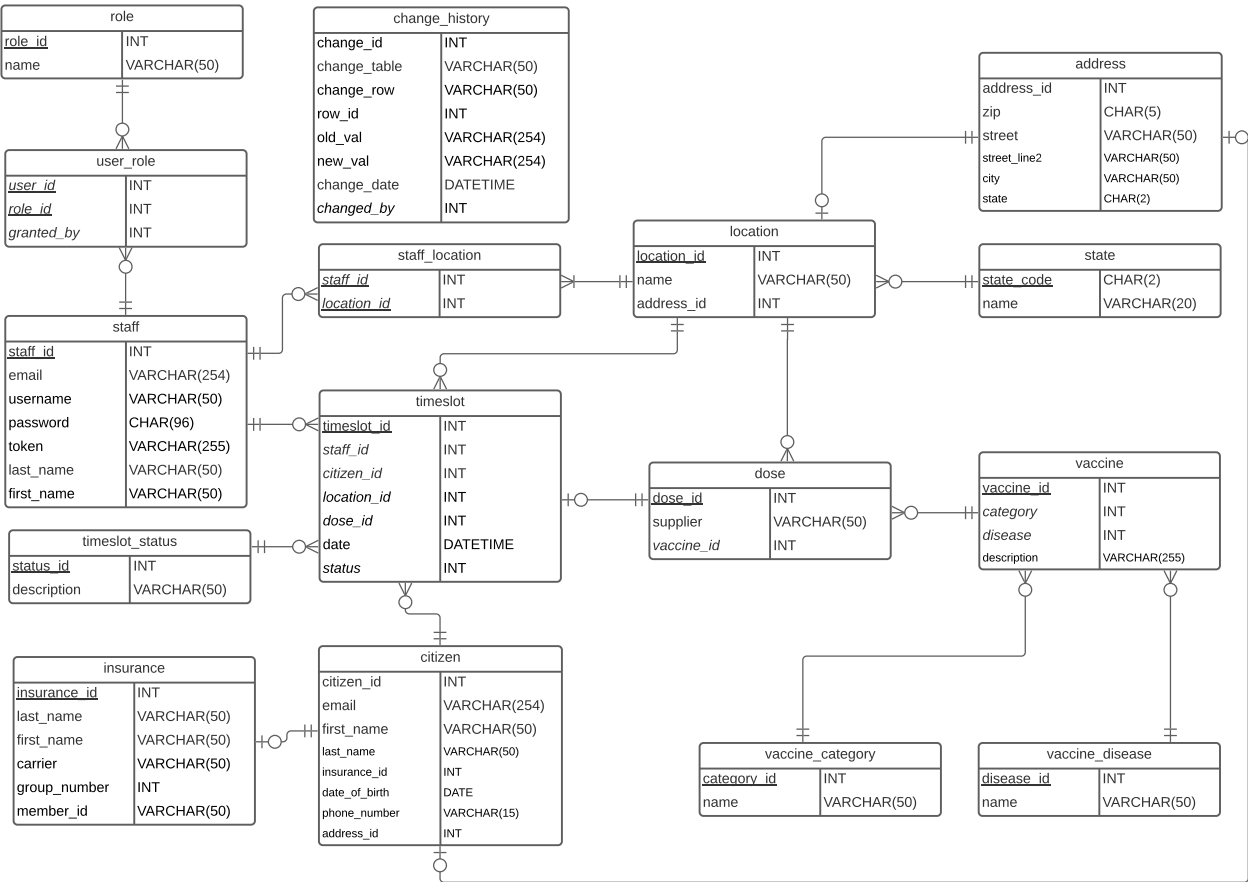 role
role_id INT
name VARCHAR(50)
change_history
change_id INT
change_table VARCHAR(50)
change_row VARCHAR(50)
row_id INT
old_val VARCHAR(254)
new_val VARCHAR(254)
change_date DATETIME
changed_by INT
address
address_id INT
zip CHAR(5)
street VARCHAR(50)
street_line2 VARCHAR(50)
city VARCHAR(50)
state CHAR(2)
user_role
user_id INT
role_id INT
granted_by INT
staff_location
staff_id INT
location_id INT
location
location_id INT
name VARCHAR(50)
address_id INT
state
state_code CHAR(2)
name VARCHAR(20)
staff
staff_id INT
email VARCHAR(254)
username VARCHAR(50)
password CHAR(96)
token VARCHAR(255)
last_name VARCHAR(50)
first_name VARCHAR(50)
timeslot
timeslot_id INT
staff_id INT
citizen_id INT
location_id INT
dose_id INT
date DATETIME
status INT
dose
dose_id INT
supplier VARCHAR(50)
vaccine_id INT
vaccine
vaccine_id INT
category INT
disease INT
description VARCHAR(255)
timeslot_status
status_id INT
description VARCHAR(50)
insurance
insurance_id INT
last_name VARCHAR(50)
first_name VARCHAR(50)
carrier VARCHAR(50)
group_number INT
member_id VARCHAR(50)
citizen
citizen_id INT
email VARCHAR(254)
first_name VARCHAR(50)
last_name VARCHAR(50)
insurance_id INT
date_of_birth DATE
phone_number VARCHAR(15)
address_id INT
vaccine_category
category_id INT
name VARCHAR(50)
vaccine_disease
disease_id INT
name VARCHAR(50)